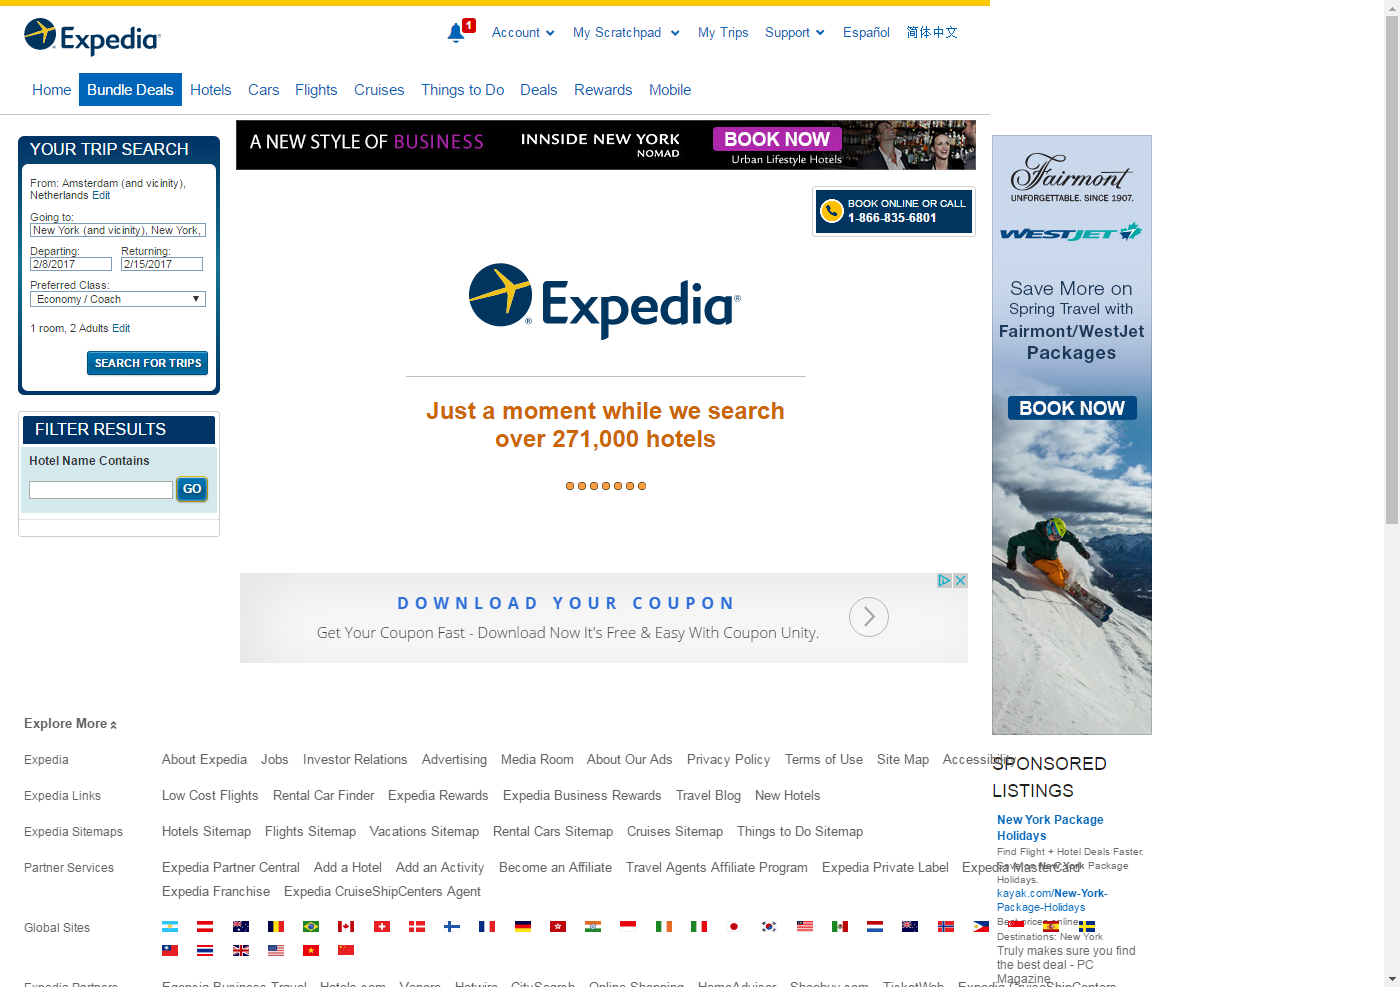 Expedia
1
Account
My Scratchpad
My Trips
Support
Español
简体中文
Home
Bundle Deals
Hotels
Cars
Flights
Cruises
Things to Do
Deals
Rewards
Mobile
A NEW STYLE OF BUSINESS
INNSIDE NEW YORK
NOMAD
BOOK NOW
Urban Lifestyle Hotels
YOUR TRIP SEARCH
From: Amsterdam (and vicinity),
Netherlands Edit
Going to:
New York (and vicinity), New York,
Departing: Returning:
2/8/2017 2/15/2017
Preferred Class:
Economy / Coach
1 room, 2 Adults Edit
SEARCH FOR TRIPS
FILTER RESULTS
Hotel Name Contains
GO
BOOK ONLINE OR CALL
1-866-835-6801
Expedia®
Just a moment while we search
over 271,000 hotels
DOWNLOAD YOUR COUPON
Get Your Coupon Fast - Download Now It's Free & Easy With Coupon Unity.
Fairmont
UNFORGETTABLE. SINCE 1907.
WESTJET
Save More on
Spring Travel with
Fairmont/WestJet
Packages
BOOK NOW
SPONSORED
LISTINGS
New York Package
Holidays
Find Flight + Hotel Deals Faster.
Save on New York Package
Holidays.
kayak.com/New-York-
Package-Holidays
Best prices online
Destinations: New York
Truly makes sure you find
the best deal - PC
Magazine
Explore More
Expedia
About Expedia Jobs Investor Relations Advertising Media Room About Our Ads Privacy Policy Terms of Use Site Map Accessibility
Expedia Links
Low Cost Flights Rental Car Finder Expedia Rewards Expedia Business Rewards Travel Blog New Hotels
Expedia Sitemaps
Hotels Sitemap Flights Sitemap Vacations Sitemap Rental Cars Sitemap Cruises Sitemap Things to Do Sitemap
Partner Services
Expedia Partner Central Add a Hotel Add an Activity Become an Affiliate Travel Agents Affiliate Program Expedia Private Label Expedia MasterCard
Expedia Franchise Expedia CruiseShipCenters Agent
Global Sites
Expedia Partners
Egencia Business Travel Hotels.com Venere Hotwire CitySearch Online Shopping HomeAdvisor Shoebuy.com TicketWeb Expedia CruiseShipCenters